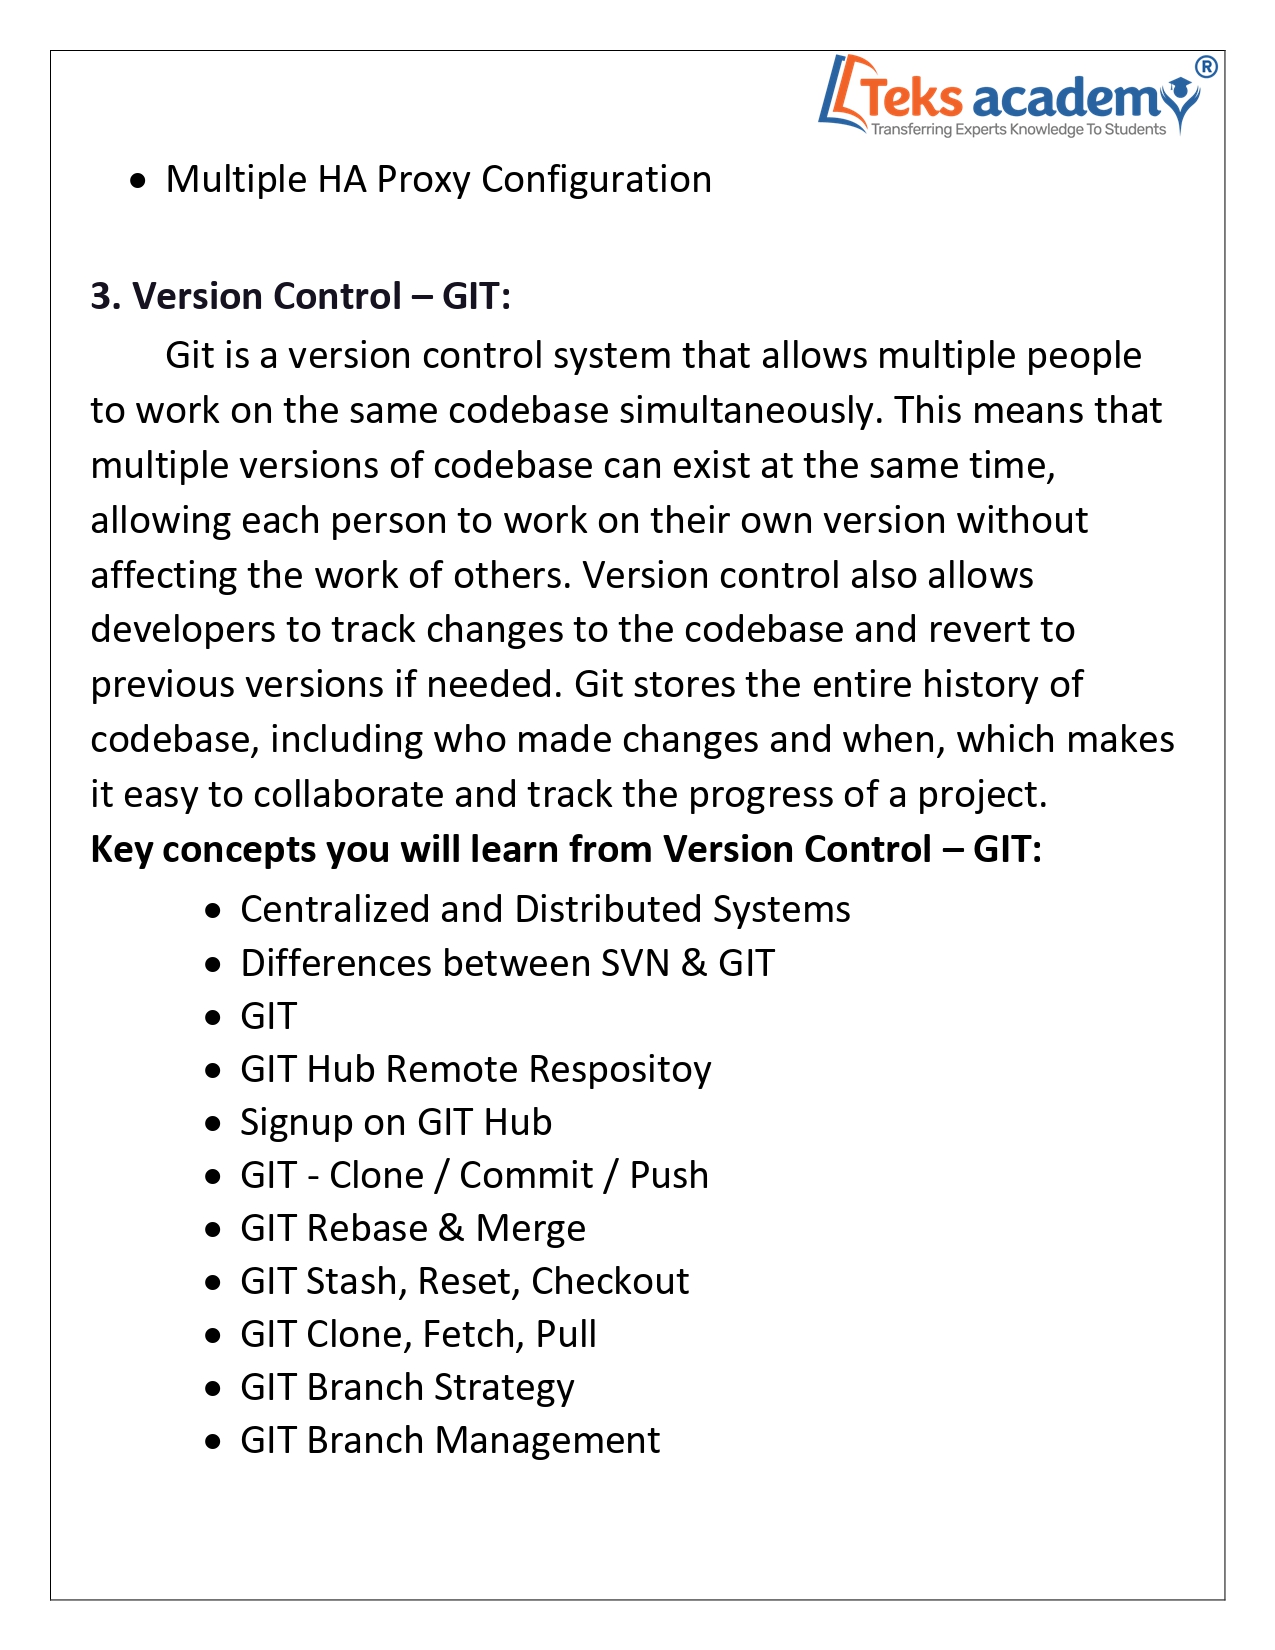 Teks academy ®
Transferring Experts Knowledge To Students
• Multiple HA Proxy Configuration
3. Version Control – GIT:
Git is a version control system that allows multiple people
to work on the same codebase simultaneously. This means that
multiple versions of codebase can exist at the same time,
allowing each person to work on their own version without
affecting the work of others. Version control also allows
developers to track changes to the codebase and revert to
previous versions if needed. Git stores the entire history of
codebase, including who made changes and when, which makes
it easy to collaborate and track the progress of a project.
Key concepts you will learn from Version Control – GIT:
• Centralized and Distributed Systems
• Differences between SVN & GIT
• GIT
• GIT Hub Remote Respositoy
• Signup on GIT Hub
• GIT - Clone / Commit / Push
• GIT Rebase & Merge
• GIT Stash, Reset, Checkout
• GIT Clone, Fetch, Pull
• GIT Branch Strategy
• GIT Branch Management